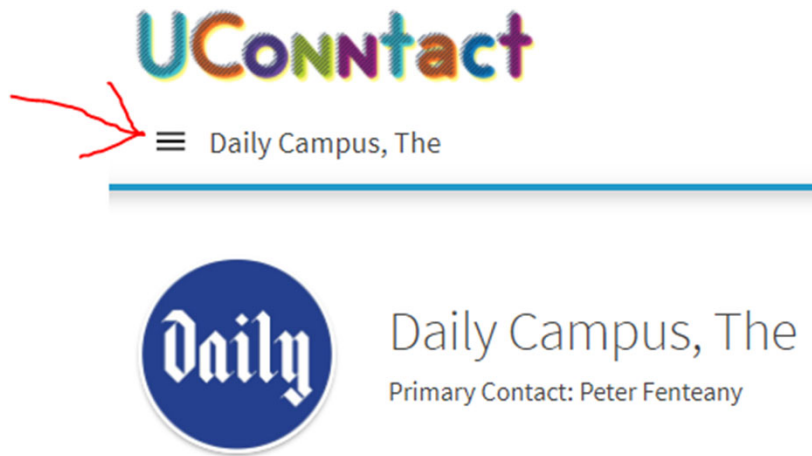 UConntact
Daily Campus, The
Daily
Daily Campus, The
Primary Contact: Peter Fenteany